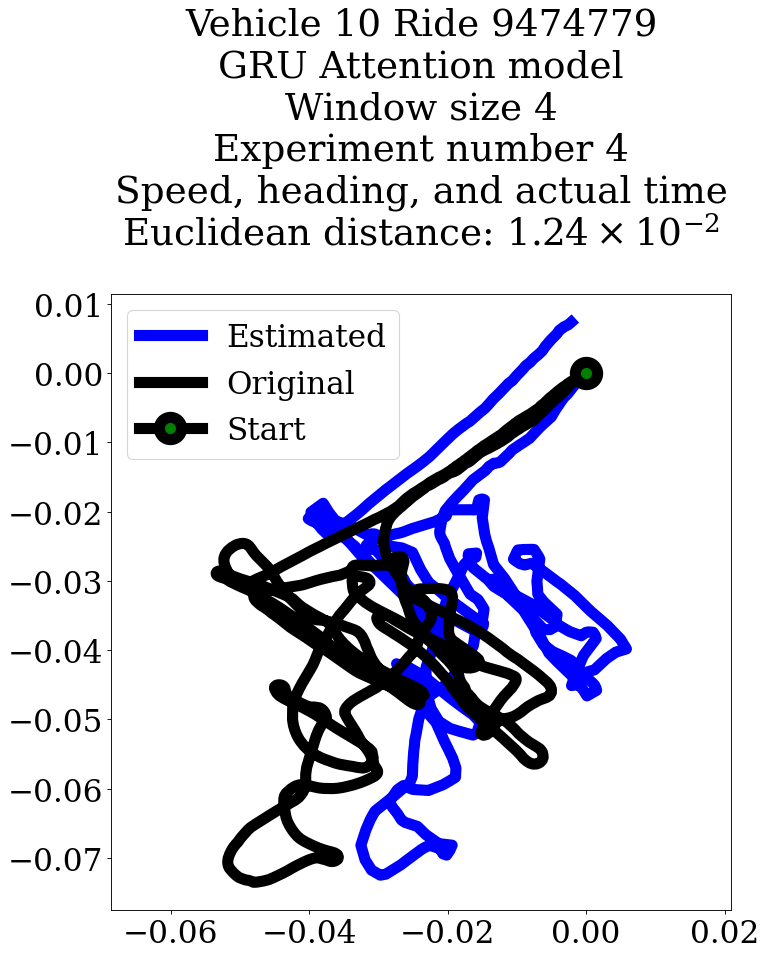 Vehicle 10 Ride 9474779
GRU Attention model
Window size 4
Experiment number 4
Speed, heading, and actual time
Euclidean distance: 1.24 × 10⁻²
0.01
Estimated
0.00
Original
Start
−0.01
−0.02
−0.03
−0.04
−0.05
−0.06
−0.07
−0.06 −0.04 −0.02 0.00 0.02